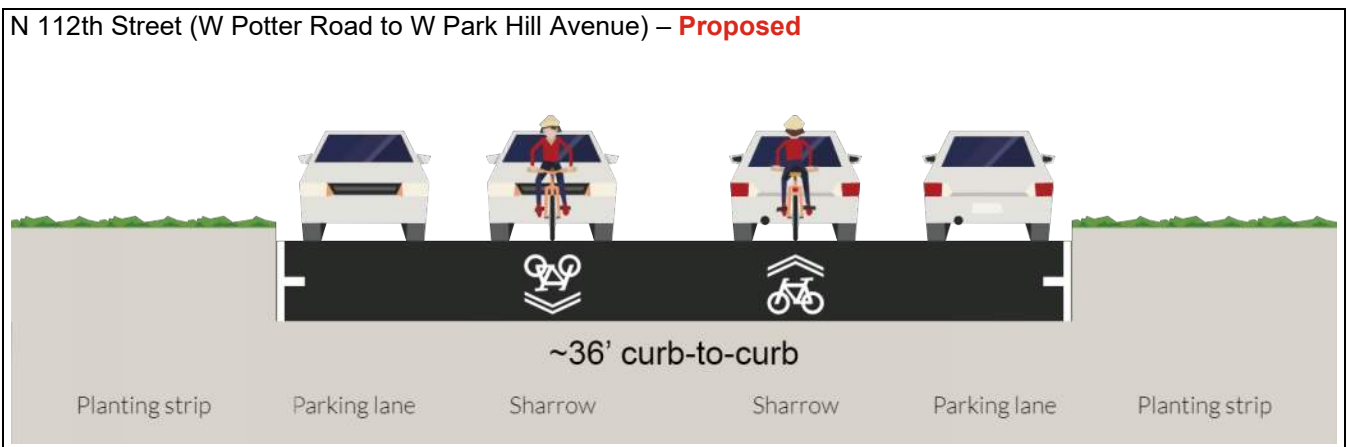 N 112th Street (W Potter Road to W Park Hill Avenue) – Proposed
~36’ curb-to-curb
Planting strip Parking lane Sharrow Sharrow Parking lane Planting strip